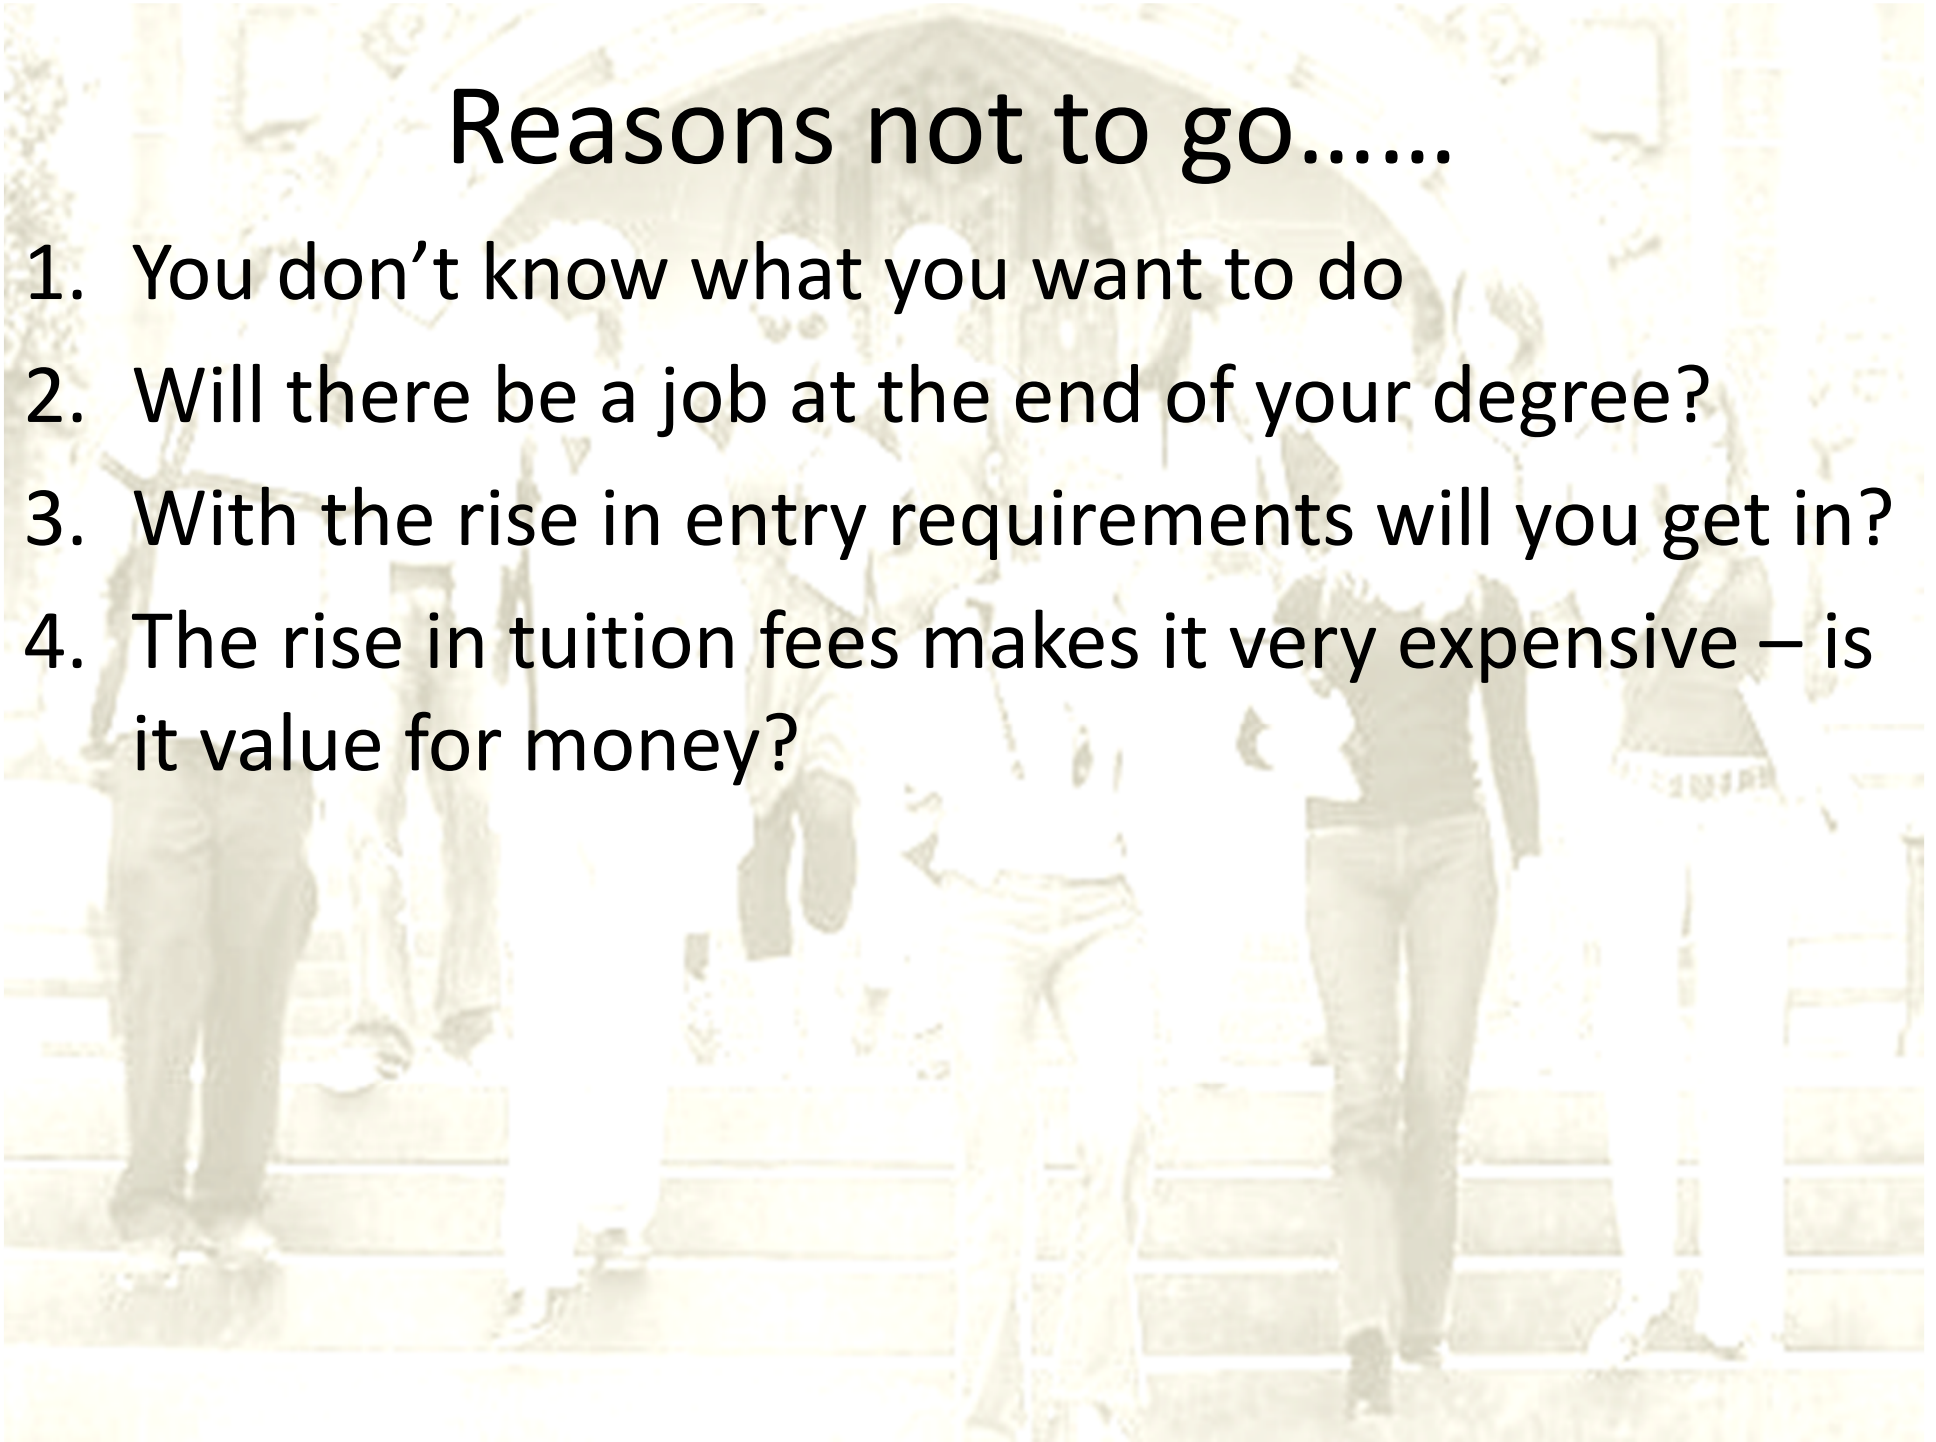 Reasons not to go……
1. You don’t know what you want to do
2. Will there be a job at the end of your degree?
3. With the rise in entry requirements will you get in?
4. The rise in tuition fees makes it very expensive – is
it value for money?